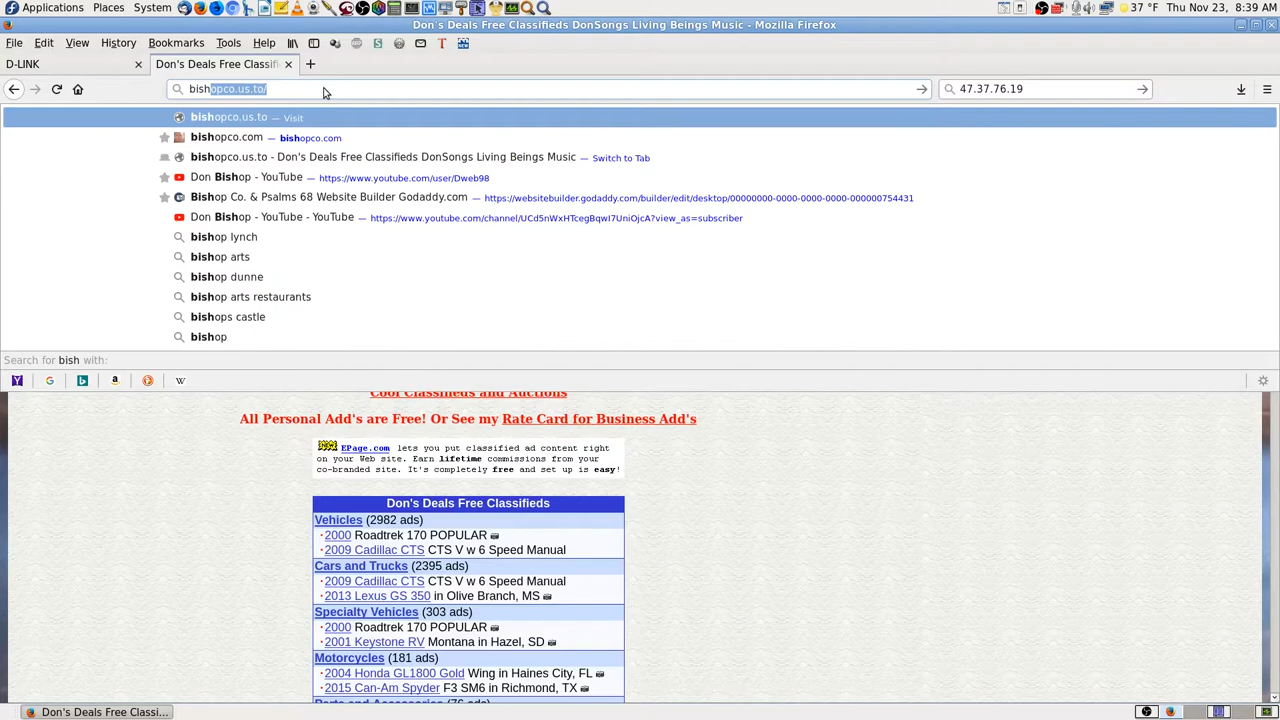 Applications Places System 37 °F Thu Nov 23, 8:39 AM
Don's Deals Free Classifieds DonSongs Living Beings Music - Mozilla Firefox
File Edit View History Bookmarks Tools Help
D-LINK Don's Deals Free Classifi
bishopco.us.to/ 47.37.76.19
bishopco.us.to — Visit
bishopco.com — bishopco.com
bishopco.us.to - Don's Deals Free Classifieds DonSongs Living Beings Music — Switch to Tab
Don Bishop - YouTube — https://www.youtube.com/user/Dweb98
Bishop Co. & Psalms 68 Website Builder Godaddy.com — https://websitebuilder.godaddy.com/builder/edit/desktop/00000000-0000-0000-0000-000000754431
Don Bishop - YouTube - YouTube — https://www.youtube.com/channel/UCd5nWxHTcegBqwI7UniOjcA?view_as=subscriber
bishop lynch
bishop arts
bishop dunne
bishop arts restaurants
bishops castle
bishop
Search for bish with:
Cool Classifieds and Auctions
All Personal Add's are Free! Or See my Rate Card for Business Add's
EPage.com lets you put classified ad content right
on your Web site. Earn lifetime commissions from your
co-branded site. It's completely free and set up is easy!
Don's Deals Free Classifieds
Vehicles (2982 ads)
·2000 Roadtrek 170 POPULAR
·2009 Cadillac CTS CTS V w 6 Speed Manual
Cars and Trucks (2395 ads)
·2009 Cadillac CTS CTS V w 6 Speed Manual
·2013 Lexus GS 350 in Olive Branch, MS
Specialty Vehicles (303 ads)
·2000 Roadtrek 170 POPULAR
·2001 Keystone RV Montana in Hazel, SD
Motorcycles (181 ads)
·2004 Honda GL1800 Gold Wing in Haines City, FL
·2015 Can-Am Spyder F3 SM6 in Richmond, TX
Parts and Accessories (76 ads)
Don's Deals Free Classi...